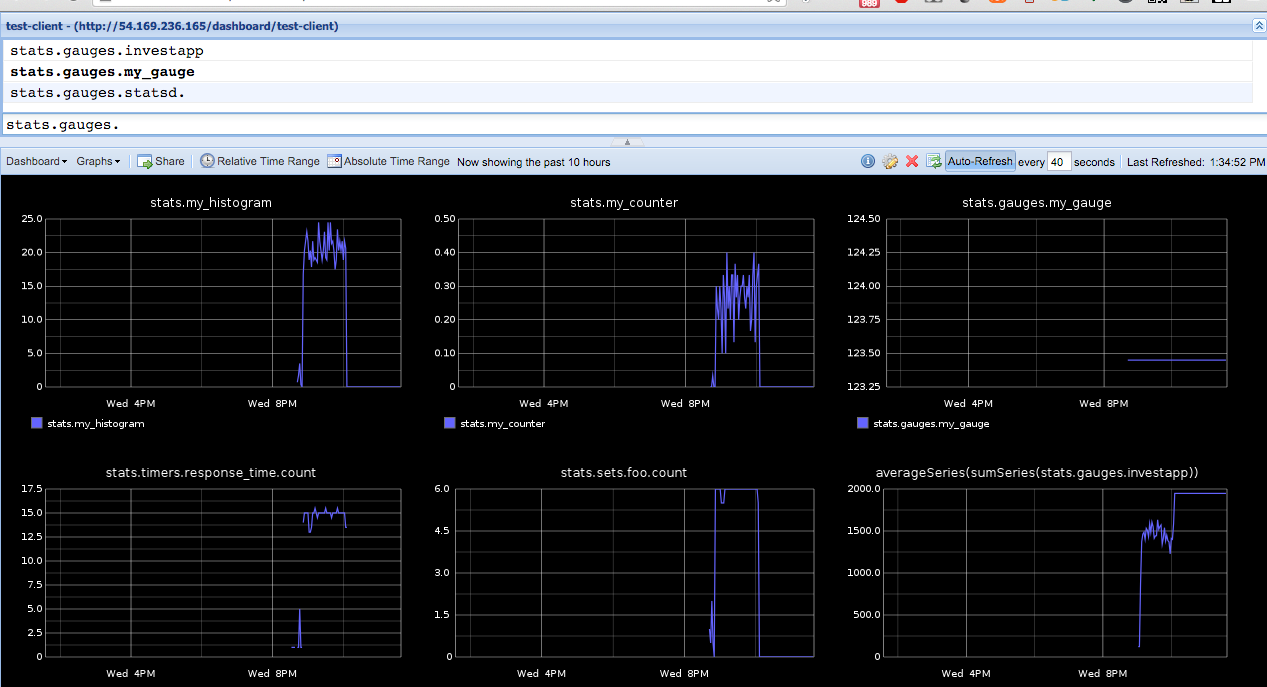 test-client - (http://54.169.236.165/dashboard/test-client)
stats.gauges.investapp
stats.gauges.my_gauge
stats.gauges.statsd.
stats.gauges.
Dashboard Graphs Share Relative Time Range Absolute Time Range Now showing the past 10 hours Auto-Refresh every 40 seconds Last Refreshed: 1:34:52 PM
stats.my_histogram
25.0
20.0
15.0
10.0
5.0
0
Wed 4PM Wed 8PM
stats.my_histogram
stats.my_counter
0.50
0.40
0.30
0.20
0.10
0
Wed 4PM Wed 8PM
stats.my_counter
stats.gauges.my_gauge
124.50
124.25
124.00
123.75
123.50
123.25
Wed 4PM Wed 8PM
stats.gauges.my_gauge
stats.timers.response_time.count
17.5
15.0
12.5
10.0
7.5
5.0
2.5
0
Wed 4PM Wed 8PM
stats.sets.foo.count
6.0
4.5
3.0
1.5
0
Wed 4PM Wed 8PM
averageSeries(sumSeries(stats.gauges.investapp))
2000.0
1500.0
1000.0
500.0
0
Wed 4PM Wed 8PM